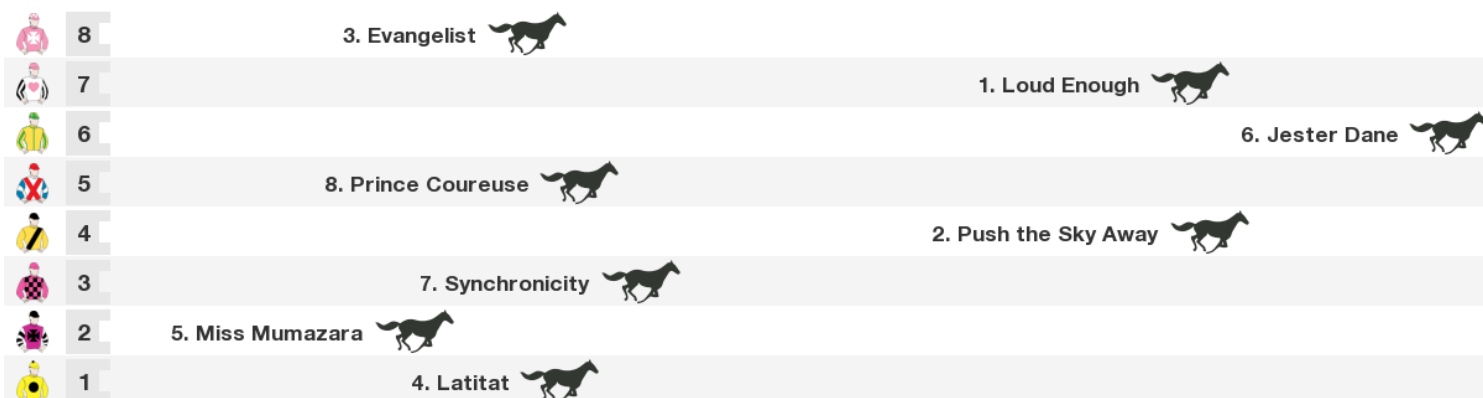 8 3. Evangelist
7 1. Loud Enough
6 6. Jester Dane
5 8. Prince Coureuse
4 2. Push the Sky Away
3 7. Synchronicity
2 5. Miss Mumazara
1 4. Latitat